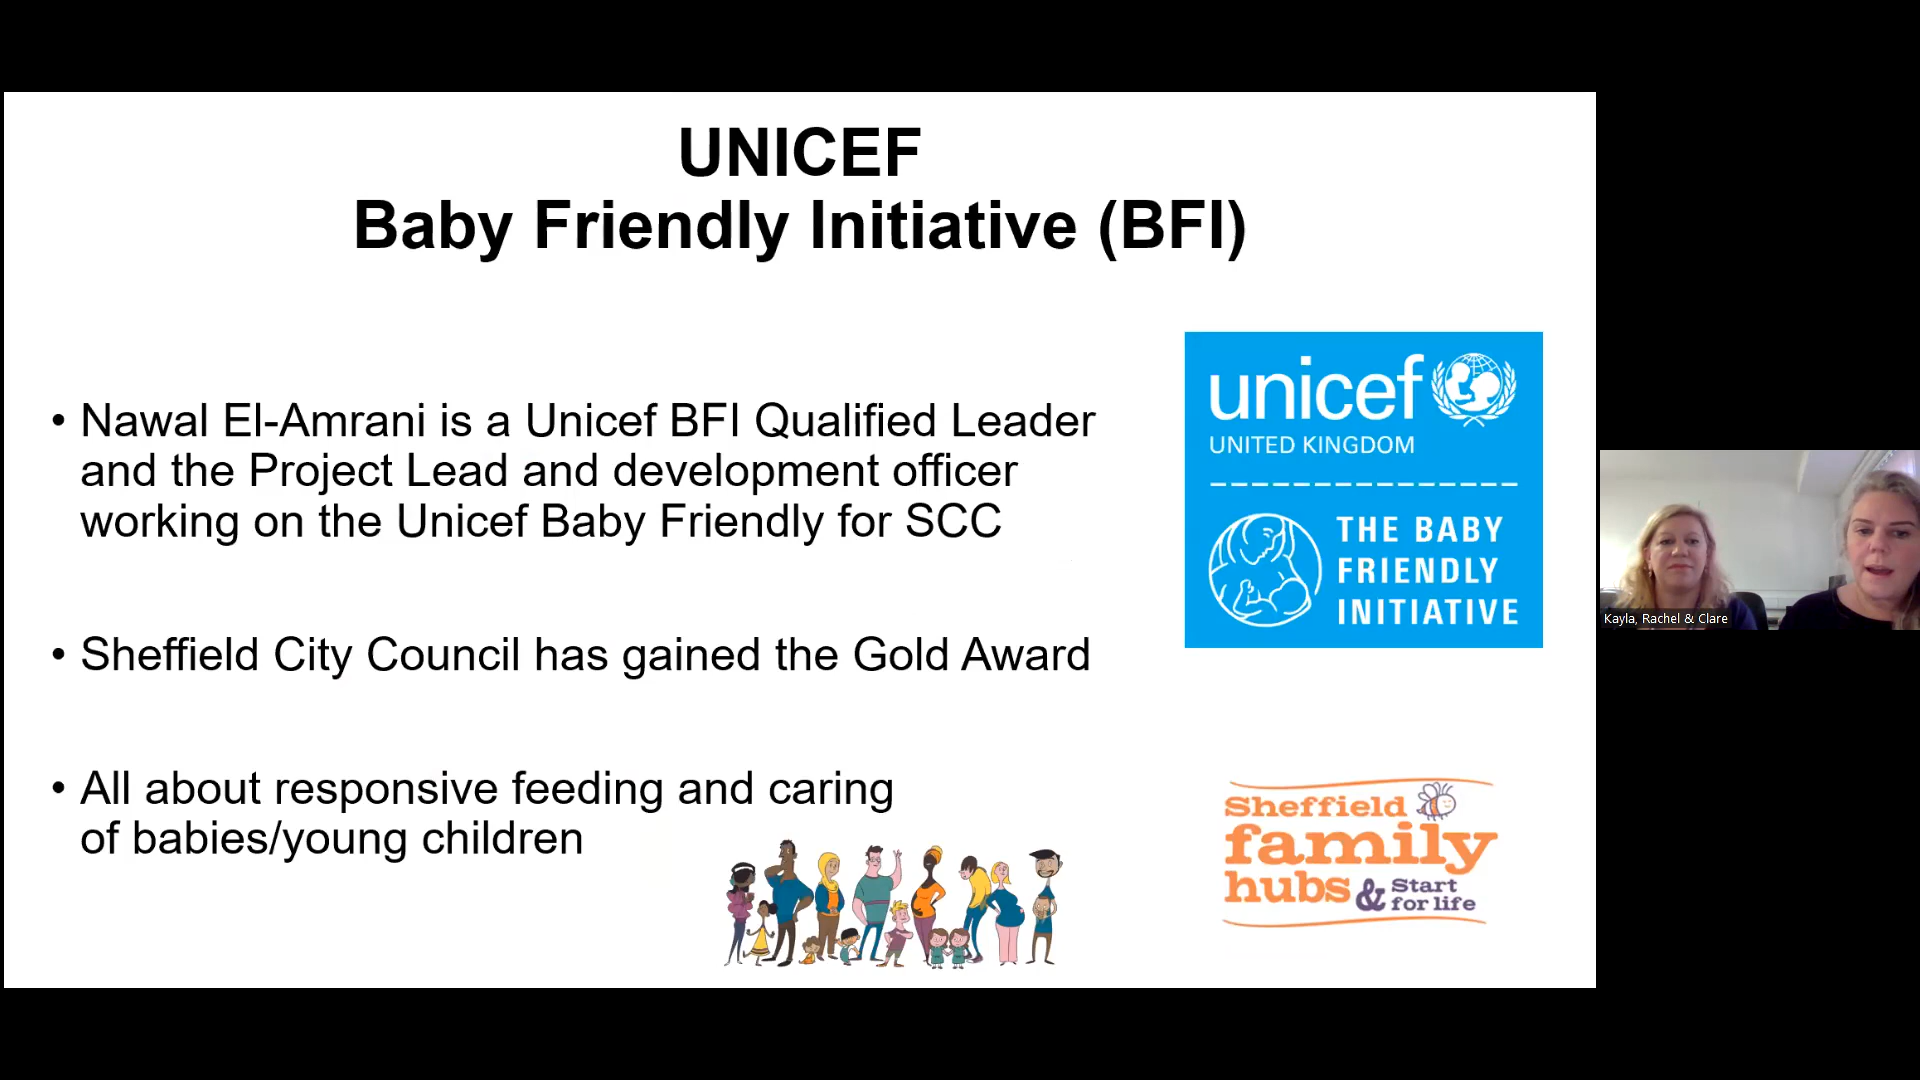 UNICEF
Baby Friendly Initiative (BFI)
• Nawal El-Amrani is a Unicef BFI Qualified Leader
and the Project Lead and development officer
working on the Unicef Baby Friendly for SCC
• Sheffield City Council has gained the Gold Award
• All about responsive feeding and caring
of babies/young children
unicef
UNITED KINGDOM
THE BABY
FRIENDLY
INITIATIVE
Sheffield
family
hubs & Start
for life
Kayla, Rachel & Clare